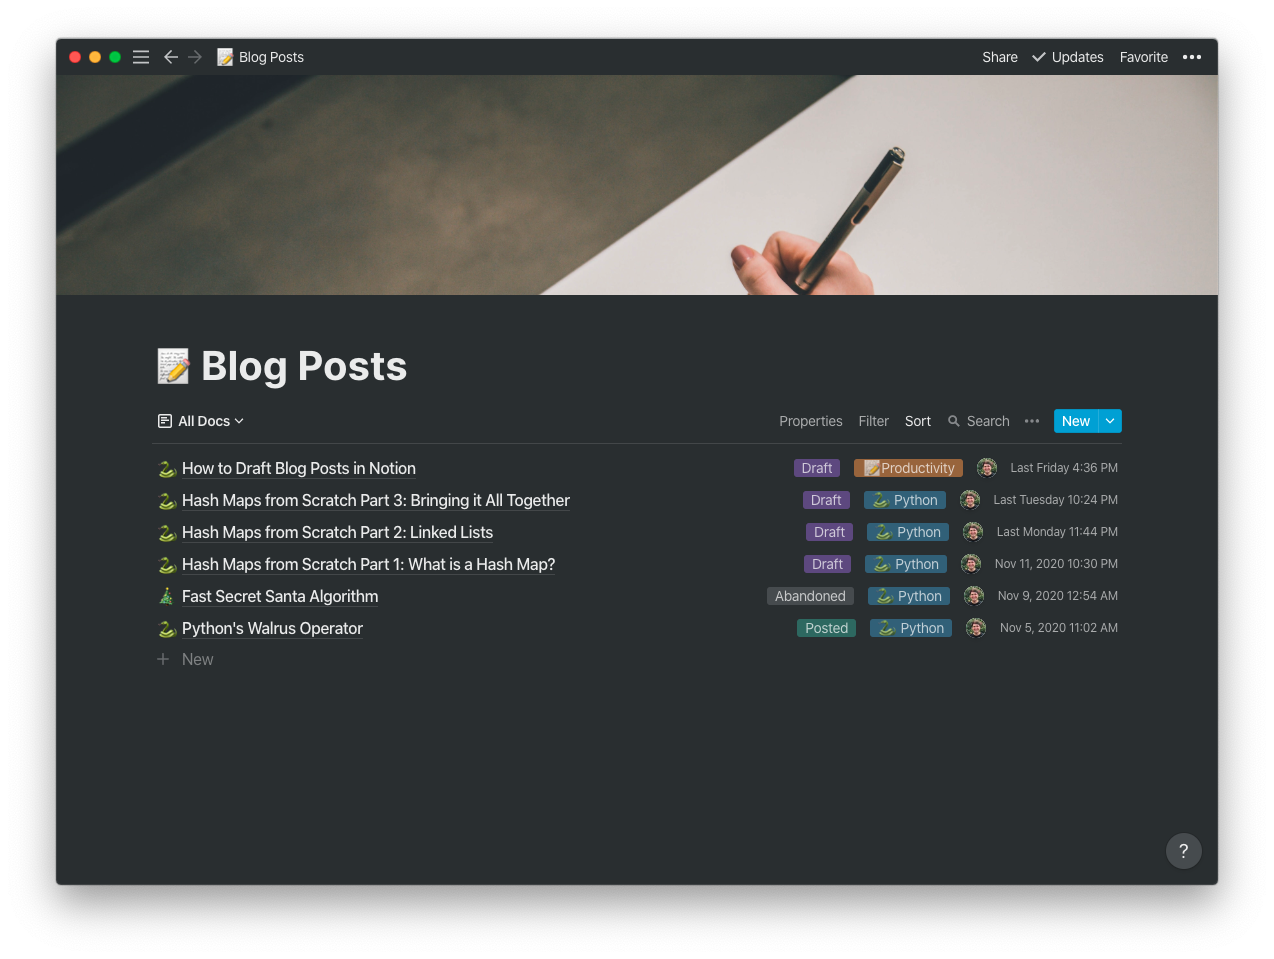 Blog Posts Share Updates Favorite
Blog Posts
All Docs Properties Filter Sort Search New
How to Draft Blog Posts in Notion Draft Productivity Last Friday 4:36 PM
Hash Maps from Scratch Part 3: Bringing it All Together Draft Python Last Tuesday 10:24 PM
Hash Maps from Scratch Part 2: Linked Lists Draft Python Last Monday 11:44 PM
Hash Maps from Scratch Part 1: What is a Hash Map? Draft Python Nov 11, 2020 10:30 PM
Fast Secret Santa Algorithm Abandoned Python Nov 9, 2020 12:54 AM
Python's Walrus Operator Posted Python Nov 5, 2020 11:02 AM
New
?